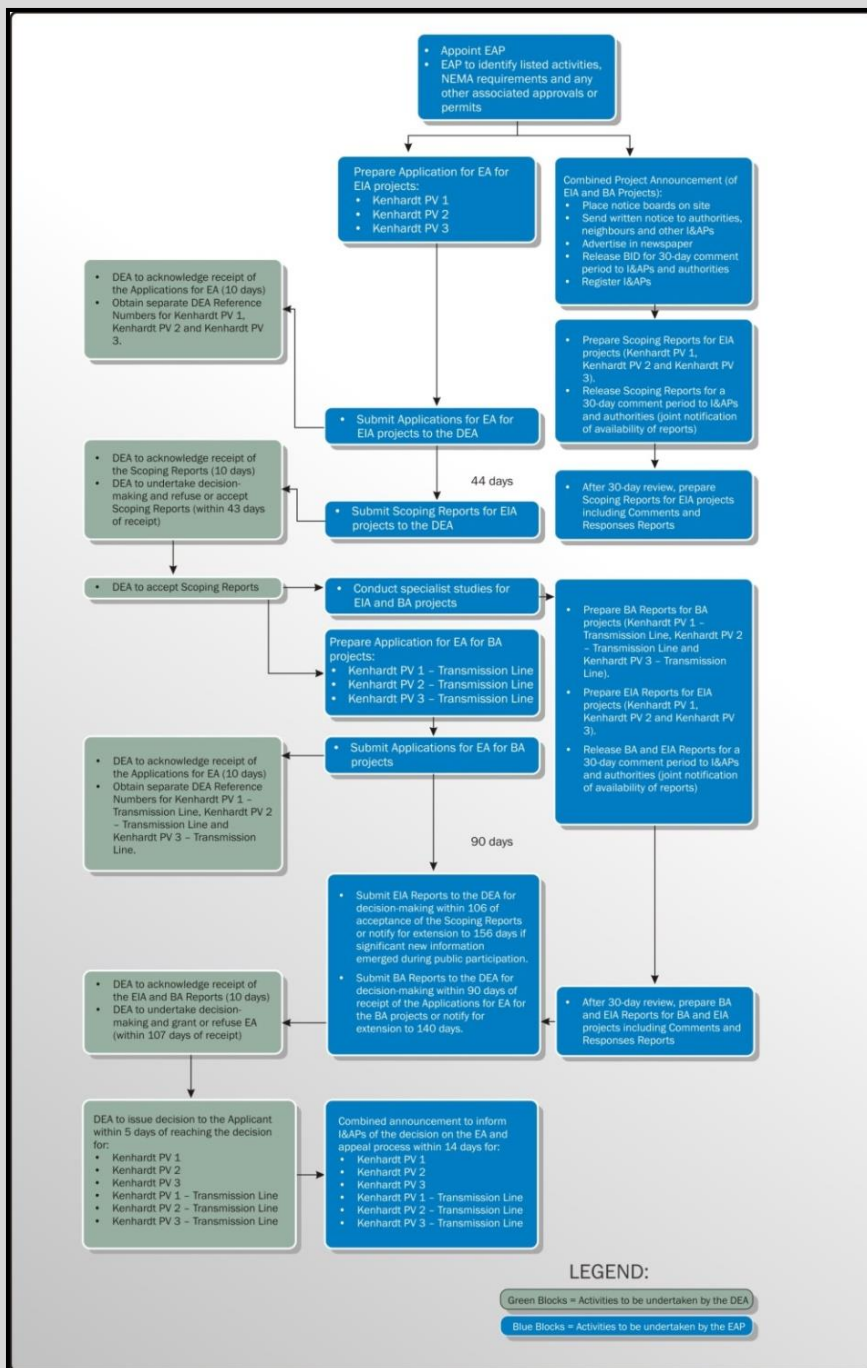 • Appoint EAP
• EAP to identify listed activities,
NEMA requirements and any
other associated approvals or
permits
Prepare Application for EA for
EIA projects:
• Kenhardt PV 1
• Kenhardt PV 2
• Kenhardt PV 3
Combined Project Announcement (of
EIA and BA Projects):
• Place notice boards on site
• Send written notice to authorities,
neighbours and other I&APs
• Advertise in newspaper
• Release BID for 30-day comment
period to I&APs and authorities
• Register I&APs
• DEA to acknowledge receipt of
the Applications for EA (10 days)
• Obtain separate DEA Reference
Numbers for Kenhardt PV 1,
Kenhardt PV 2 and Kenhardt PV
3.
• Prepare Scoping Reports for EIA
projects (Kenhardt PV 1,
Kenhardt PV 2 and Kenhardt PV
3).
• Release Scoping Reports for a
30-day comment period to I&APs
and authorities (joint notification
of availability of reports)
• Submit Applications for EA for
EIA projects to the DEA
• DEA to acknowledge receipt of
the Scoping Reports (10 days)
• DEA to undertake decision-
making and refuse or accept
Scoping Reports (within 43 days
of receipt)
44 days
• Submit Scoping Reports for EIA
projects to the DEA
• After 30-day review, prepare
Scoping Reports for EIA projects
including Comments and
Responses Reports
• DEA to accept Scoping Reports
• Conduct specialist studies for
EIA and BA projects
• Prepare BA Reports for BA
projects (Kenhardt PV 1 –
Transmission Line, Kenhardt PV 2
– Transmission Line and
Kenhardt PV 3 – Transmission
Line).
• Prepare EIA Reports for EIA
projects (Kenhardt PV 1,
Kenhardt PV 2 and Kenhardt PV
3).
• Release BA and EIA Reports for a
30-day comment period to I&APs
and authorities (joint notification
of availability of reports)
Prepare Application for EA for BA
projects:
• Kenhardt PV 1 – Transmission Line
• Kenhardt PV 2 – Transmission Line
• Kenhardt PV 3 – Transmission Line
• Submit Applications for EA for BA
projects
• DEA to acknowledge receipt of
the Applications for EA (10 days)
• Obtain separate DEA Reference
Numbers for Kenhardt PV 1 –
Transmission Line, Kenhardt PV 2
– Transmission Line and
Kenhardt PV 3 – Transmission
Line.
90 days
• Submit EIA Reports to the DEA for
decision-making within 106 of
acceptance of the Scoping Reports
or notify for extension to 156 days if
significant new information
emerged during public participation.
• Submit BA Reports to the DEA for
decision-making within 90 days of
receipt of the Applications for EA for
the BA projects or notify for
extension to 140 days.
• DEA to acknowledge receipt of
the EIA and BA Reports (10 days)
• DEA to undertake decision-
making and grant or refuse EA
(within 107 days of receipt)
• After 30-day review, prepare BA
and EIA Reports for BA and EIA
projects including Comments and
Responses Reports
DEA to issue decision to the Applicant
within 5 days of reaching the decision
for:
• Kenhardt PV 1
• Kenhardt PV 2
• Kenhardt PV 3
• Kenhardt PV 1 – Transmission Line
• Kenhardt PV 2 – Transmission Line
• Kenhardt PV 3 – Transmission Line
Combined announcement to inform
I&APs of the decision on the EA and
appeal process within 14 days for:
• Kenhardt PV 1
• Kenhardt PV 2
• Kenhardt PV 3
• Kenhardt PV 1 – Transmission Line
• Kenhardt PV 2 – Transmission Line
• Kenhardt PV 3 – Transmission Line
LEGEND:
Green Blocks = Activities to be undertaken by the DEA
Blue Blocks = Activities to be undertaken by the EAP